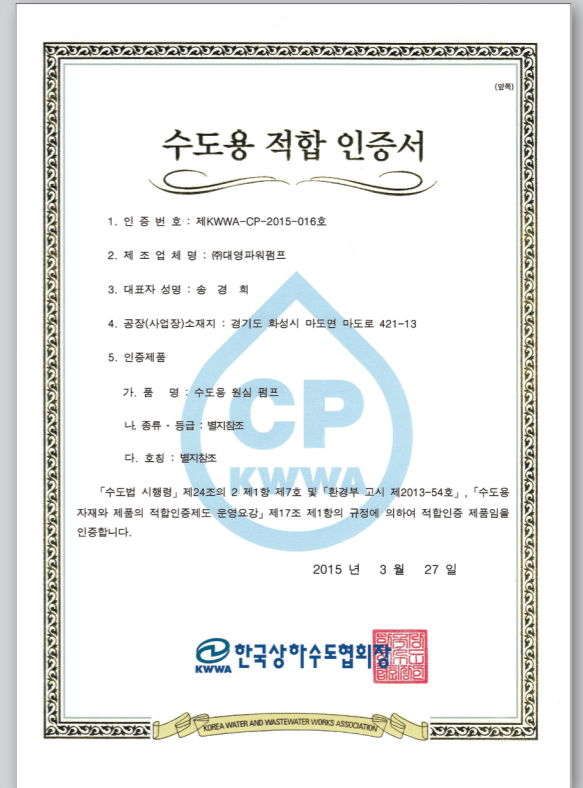 (앞쪽)
수도용 적합 인증서
1. 인 증 번 호 : 제KWWA-CP-2015-016호
2. 제 조 업 체 명 : ㈜대영파워펌프
3. 대표자 성명 : 송 경 희
4. 공장(사업장)소재지 : 경기도 화성시 마도면 마도로 421-13
5. 인증제품
가. 품 명 : 수도용 원심 펌프
나. 종류 · 등급 : 별지참조
다. 호칭 : 별지참조
CP
KWWA
「수도법 시행령」제24조의 2 제1항 제7호 및「환경부 고시 제2013-54호」,「수도용
자재와 제품의 적합인증제도 운영요강」제17조 제1항의 규정에 의하여 적합인증 제품임을
인증합니다.
2015 년 3 월 27 일
KWWA 한국상하수도협회장
KOREA WATER AND WASTEWATER WORKS ASSOCIATION